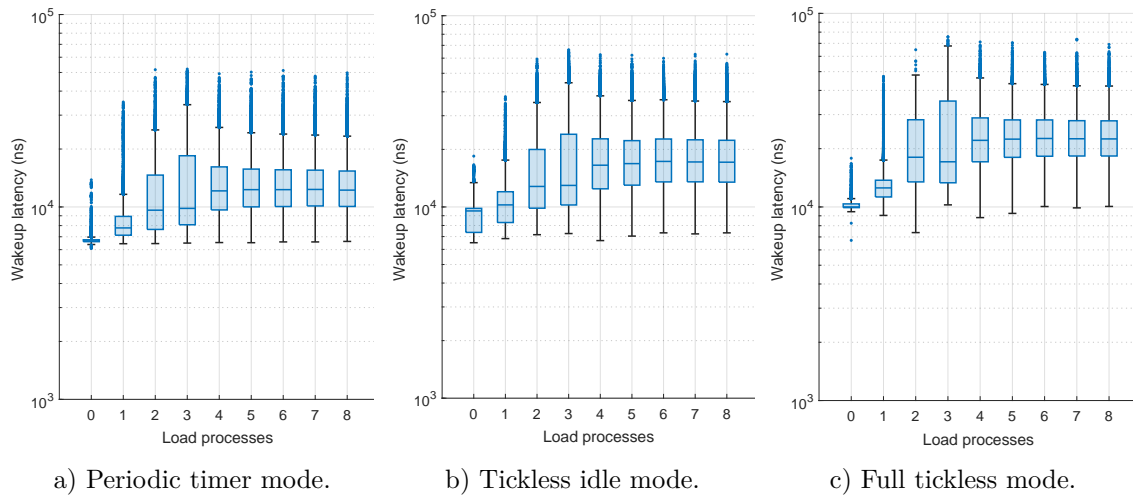 10^5
10^4
10^3
Wakeup latency (ns)
0 1 2 3 4 5 6 7 8
Load processes
a) Periodic timer mode.
10^5
10^4
10^3
Wakeup latency (ns)
0 1 2 3 4 5 6 7 8
Load processes
b) Tickless idle mode.
10^5
10^4
10^3
Wakeup latency (ns)
0 1 2 3 4 5 6 7 8
Load processes
c) Full tickless mode.